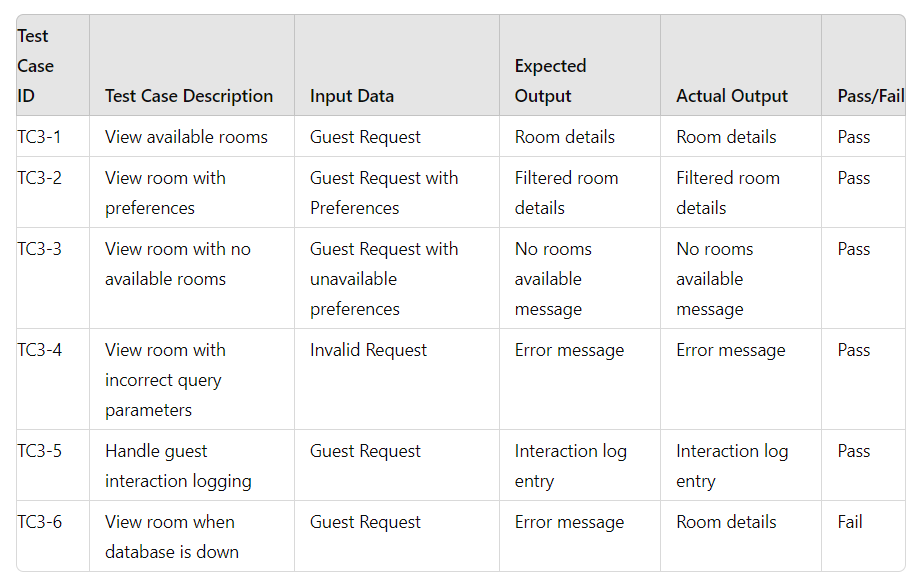 Test Case ID | Test Case Description | Input Data | Expected Output | Actual Output | Pass/Fail
TC3-1 | View available rooms | Guest Request | Room details | Room details | Pass
TC3-2 | View room with preferences | Guest Request with Preferences | Filtered room details | Filtered room details | Pass
TC3-3 | View room with no available rooms | Guest Request with unavailable preferences | No rooms available message | No rooms available message | Pass
TC3-4 | View room with incorrect query parameters | Invalid Request | Error message | Error message | Pass
TC3-5 | Handle guest interaction logging | Guest Request | Interaction log entry | Interaction log entry | Pass
TC3-6 | View room when database is down | Guest Request | Error message | Room details | Fail